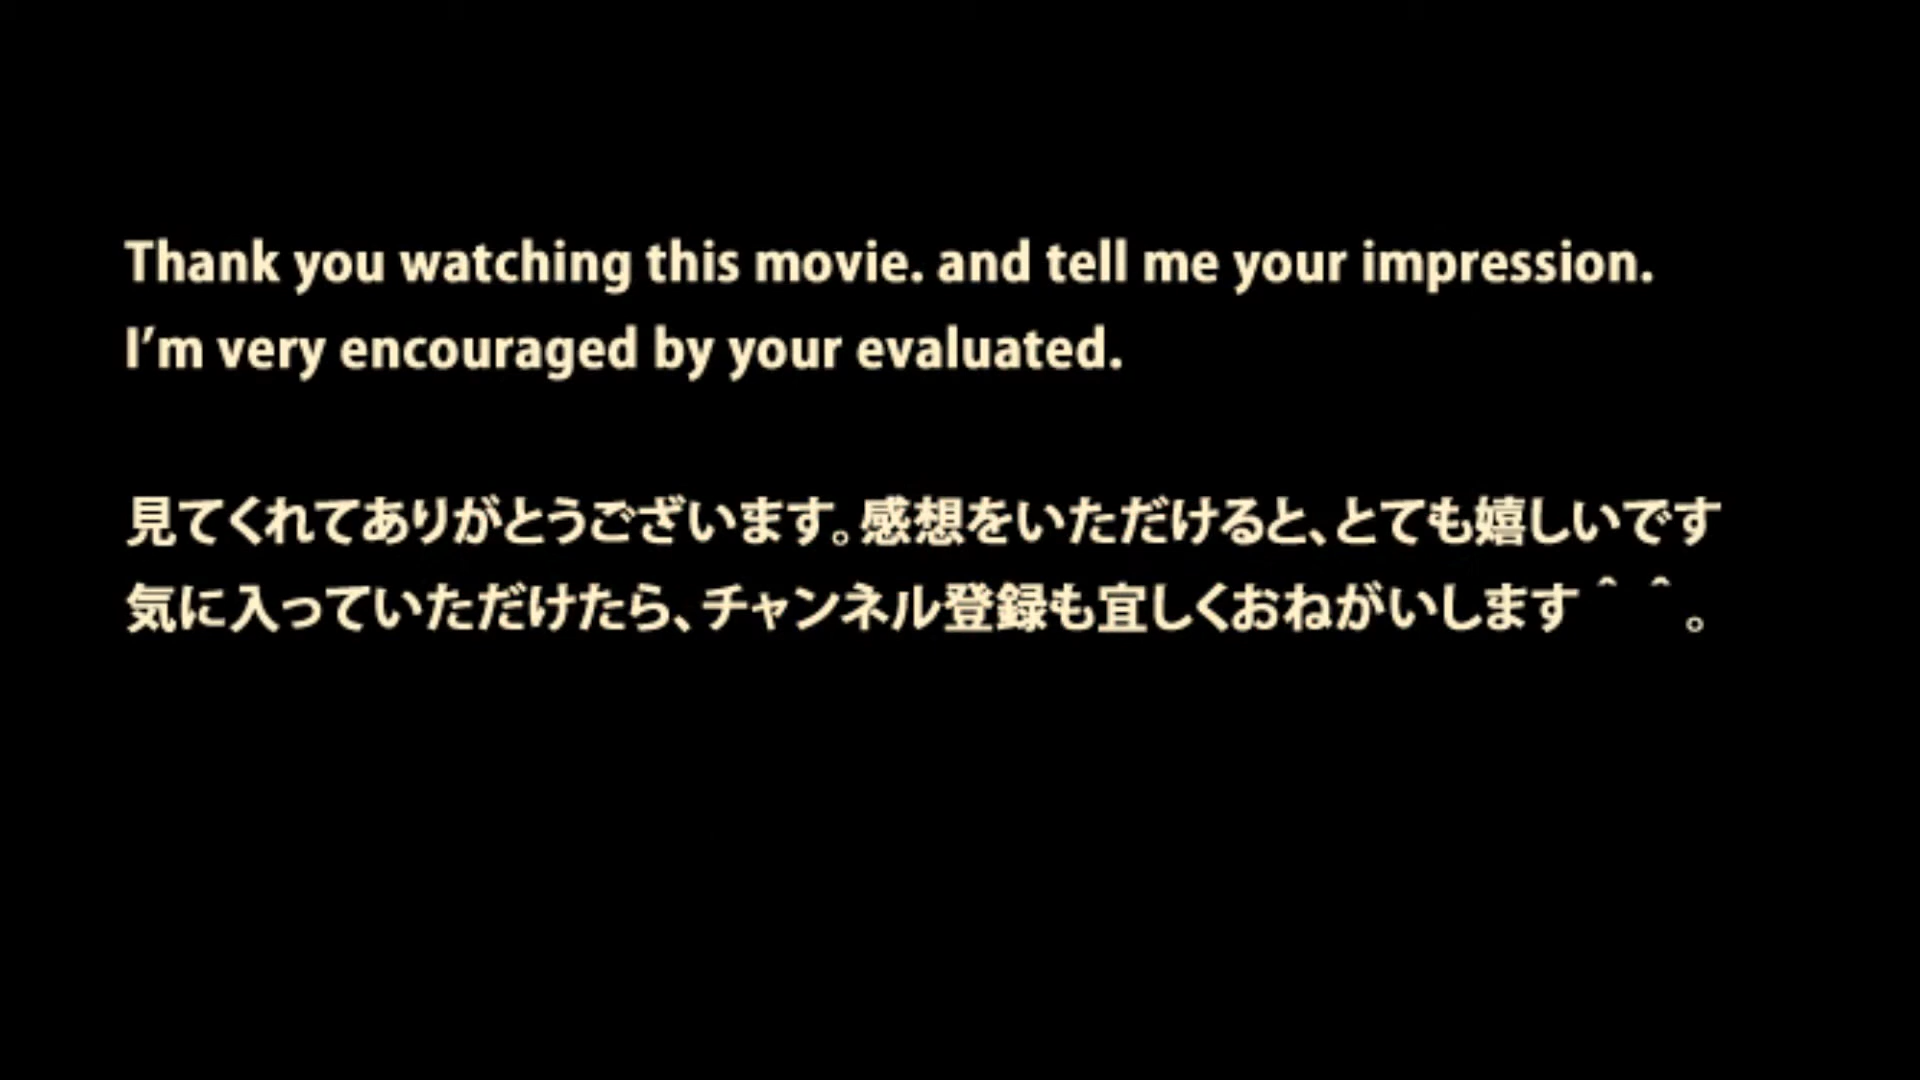 Thank you watching this movie. and tell me your impression.
I’m very encouraged by your evaluated.
見てくれてありがとうございます。感想をいただけると、とても嬉しいです
気に入っていただけたら、チャンネル登録も宜しくおねがいします＾＾。